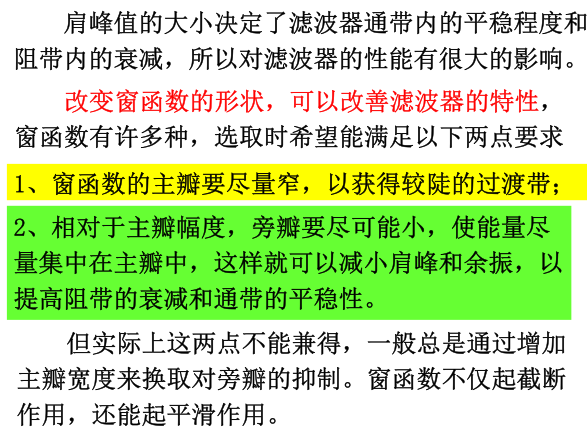 肩峰值的大小决定了滤波器通带内的平稳程度和
阻带内的衰减，所以对滤波器的性能有很大的影响。
改变窗函数的形状，可以改善滤波器的特性，
窗函数有许多种，选取时希望能满足以下两点要求
1、窗函数的主瓣要尽量窄，以获得较陡的过渡带；
2、相对于主瓣幅度，旁瓣要尽可能小，使能量尽
量集中在主瓣中，这样就可以减小肩峰和余振，以
提高阻带的衰减和通带的平稳性。
但实际上这两点不能兼得，一般总是通过增加
主瓣宽度来换取对旁瓣的抑制。窗函数不仅起截断
作用，还能起平滑作用。